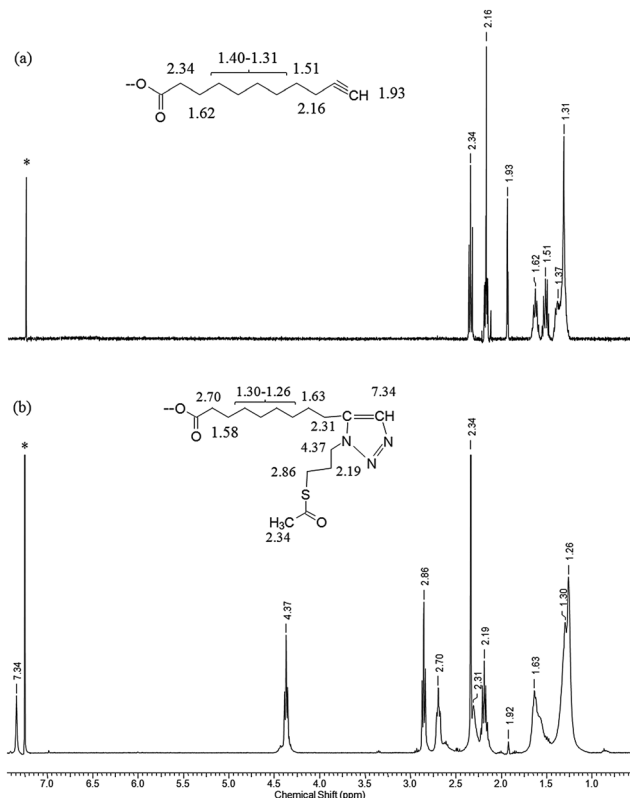 (a)
2.34
1.40-1.31
1.51
--O
O
1.62
2.16
CH
1.93
*
2.34
2.16
1.93
1.62
1.51
1.37
1.31
(b)
2.70
1.30-1.26
1.63
7.34
--O
O
1.58
2.31
C
CH
4.37
N
N
N
2.86
2.19
S
H₃C
O
2.34
*
7.34
4.37
2.86
2.70
2.34
2.31
2.19
1.92
1.63
1.30
1.26
7.0 6.5 6.0 5.5 5.0 4.5 4.0 3.5 3.0 2.5 2.0 1.5 1.0
Chemical Shift (ppm)